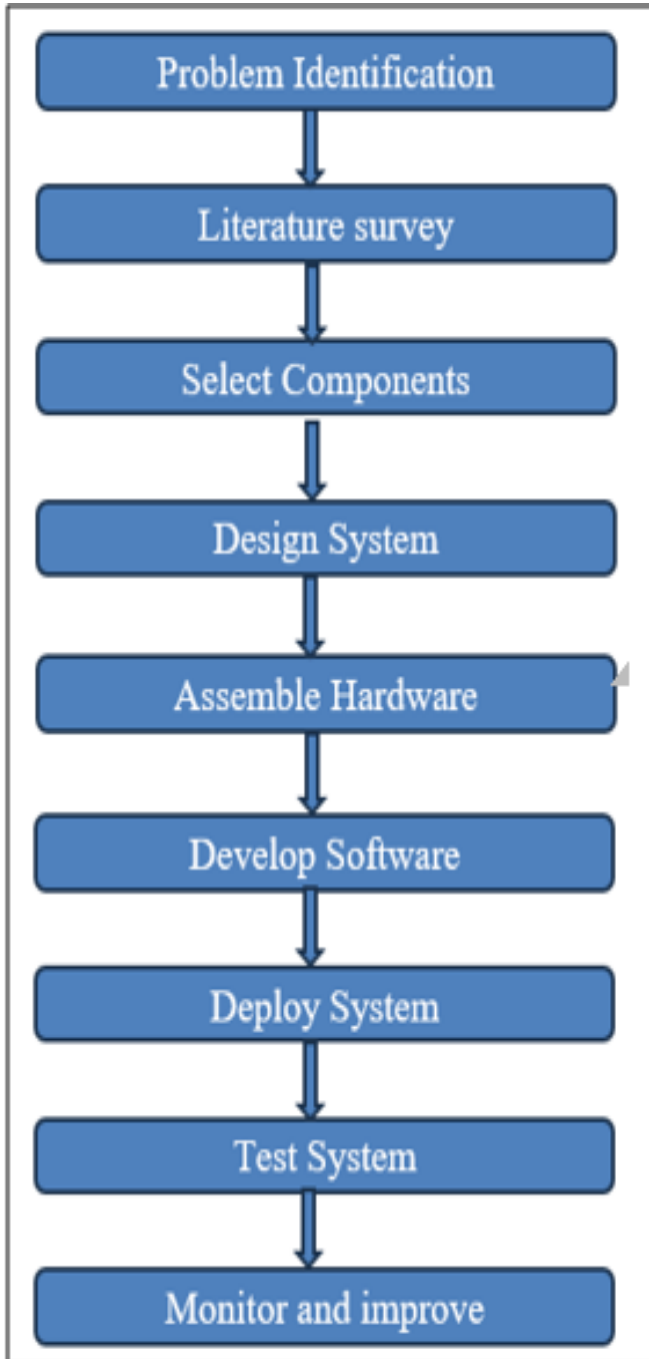 Problem Identification
Literature survey
Select Components
Design System
Assemble Hardware
Develop Software
Deploy System
Test System
Monitor and improve